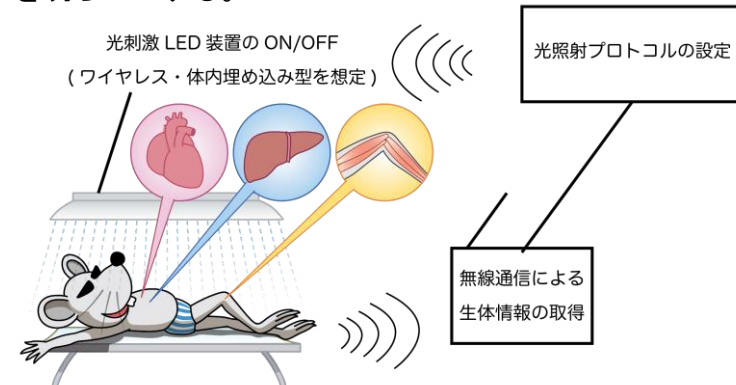 光刺激 LED 装置の ON/OFF
( ワイヤレス・体内埋め込み型を想定 )
光照射プロトコルの設定
無線通信による
生体情報の取得